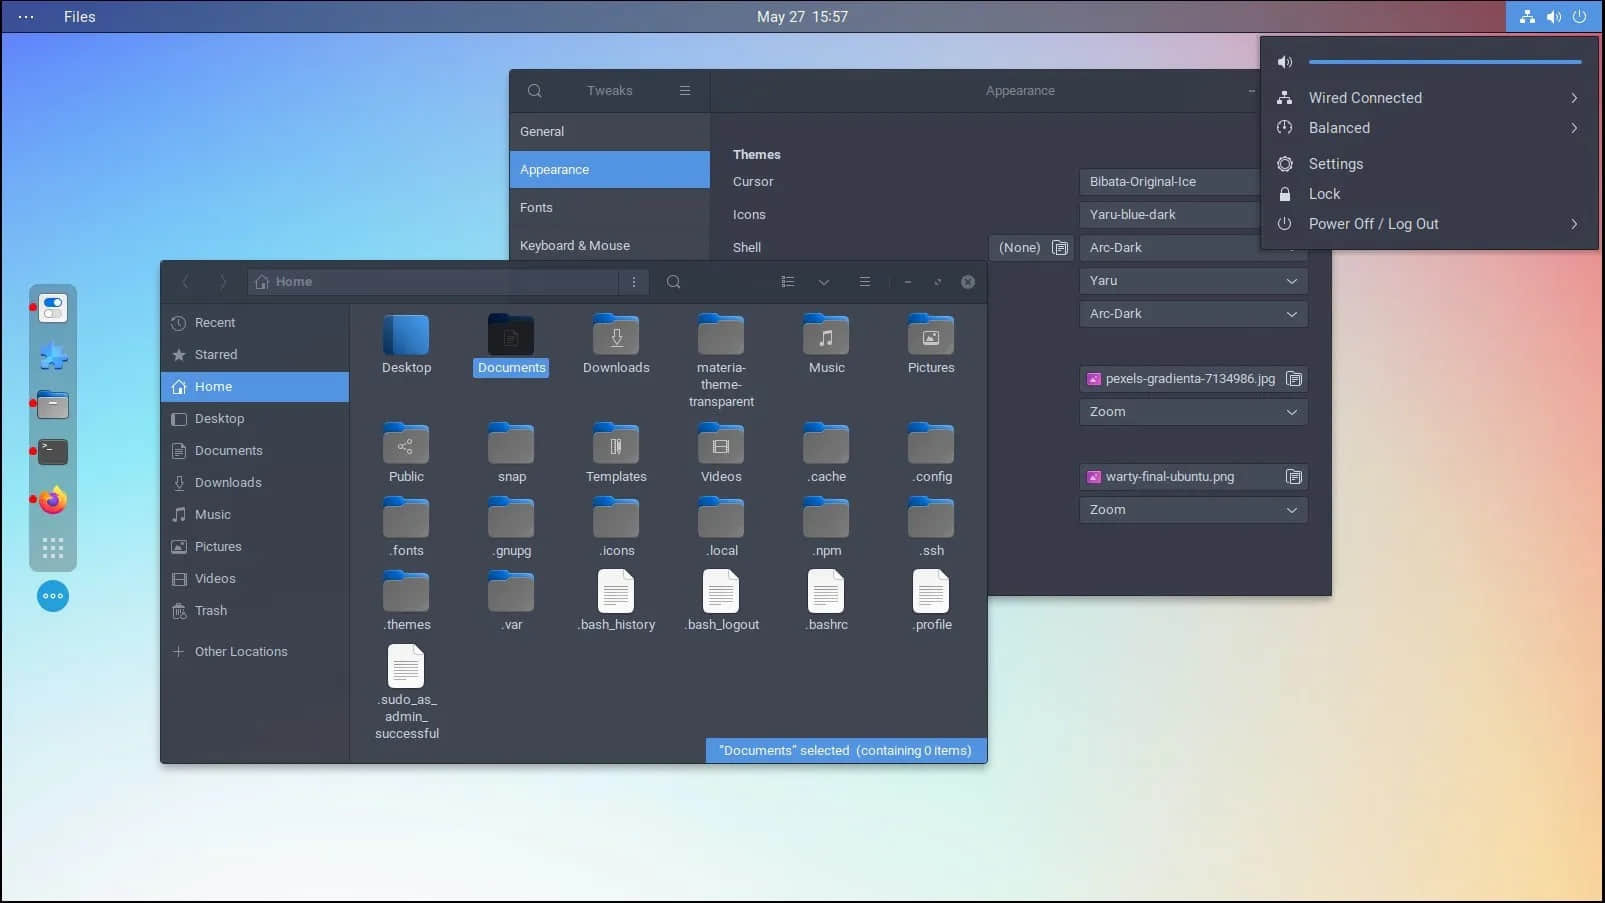 Files
May 27 15:57
Wired Connected
Balanced
Settings
Lock
Power Off / Log Out
Tweaks
Appearance
General
Appearance
Fonts
Keyboard & Mouse
Themes
Cursor
Bibata-Original-Ice
Icons
Yaru-blue-dark
Shell
(None)
Arc-Dark
Yaru
Arc-Dark
pexels-gradienta-7134986.jpg
Zoom
warty-final-ubuntu.png
Zoom
Home
Recent
Starred
Home
Desktop
Documents
Downloads
Music
Pictures
Videos
Trash
Other Locations
Desktop
Documents
Downloads
materia-
theme-
transparent
Music
Pictures
Public
snap
Templates
Videos
.cache
.config
.fonts
.gnupg
.icons
.local
.npm
.ssh
.themes
.var
.bash_history
.bash_logout
.bashrc
.profile
.sudo_as_
admin_
successful
"Documents" selected (containing 0 items)